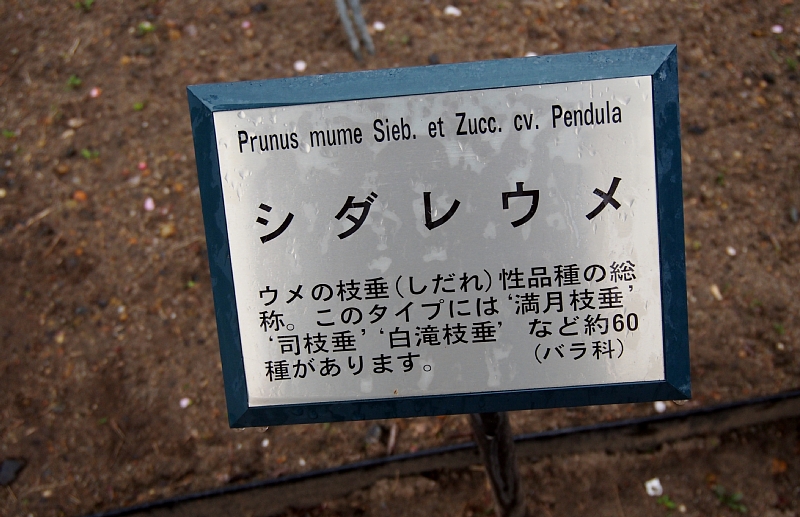 Prunus mume Sieb. et Zucc. cv. Pendula
シダレウメ
ウメの枝垂(しだれ)性品種の総
称。このタイプには‘満月枝垂’
‘司枝垂’‘白滝枝垂’ など約60
種があります。 (バラ科)